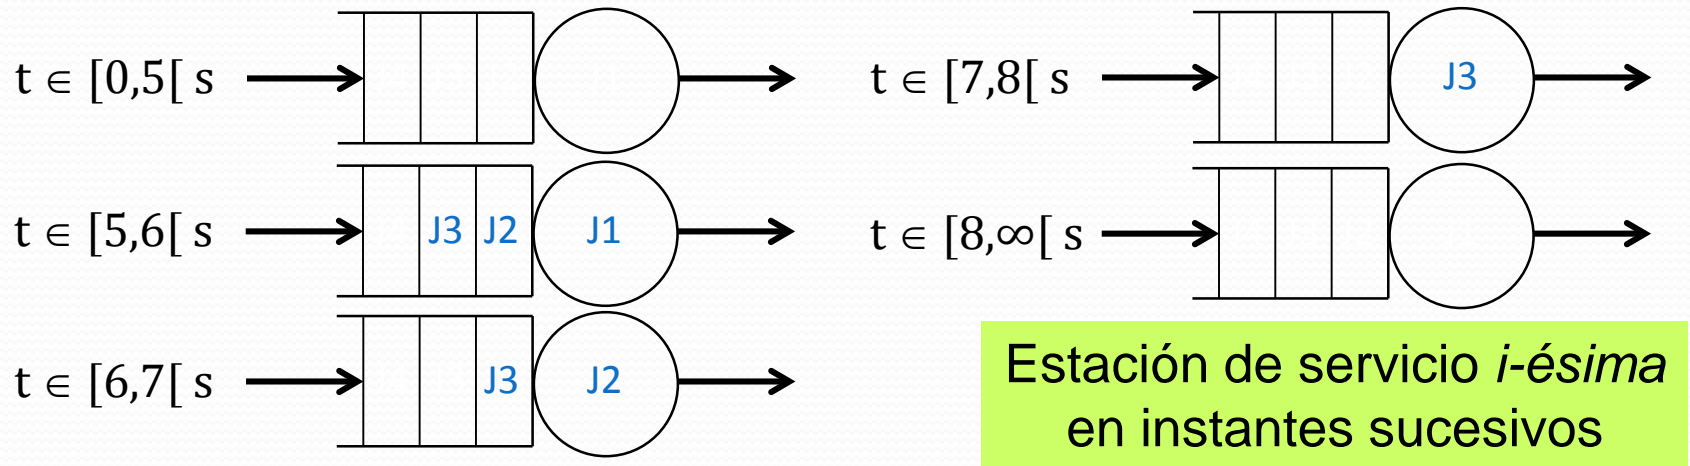 t ∈ [0,5[ s
t ∈ [5,6[ s J3 J2 J1
t ∈ [6,7[ s J3 J2
t ∈ [7,8[ s J3
t ∈ [8,∞[ s
Estación de servicio i-ésima
en instantes sucesivos